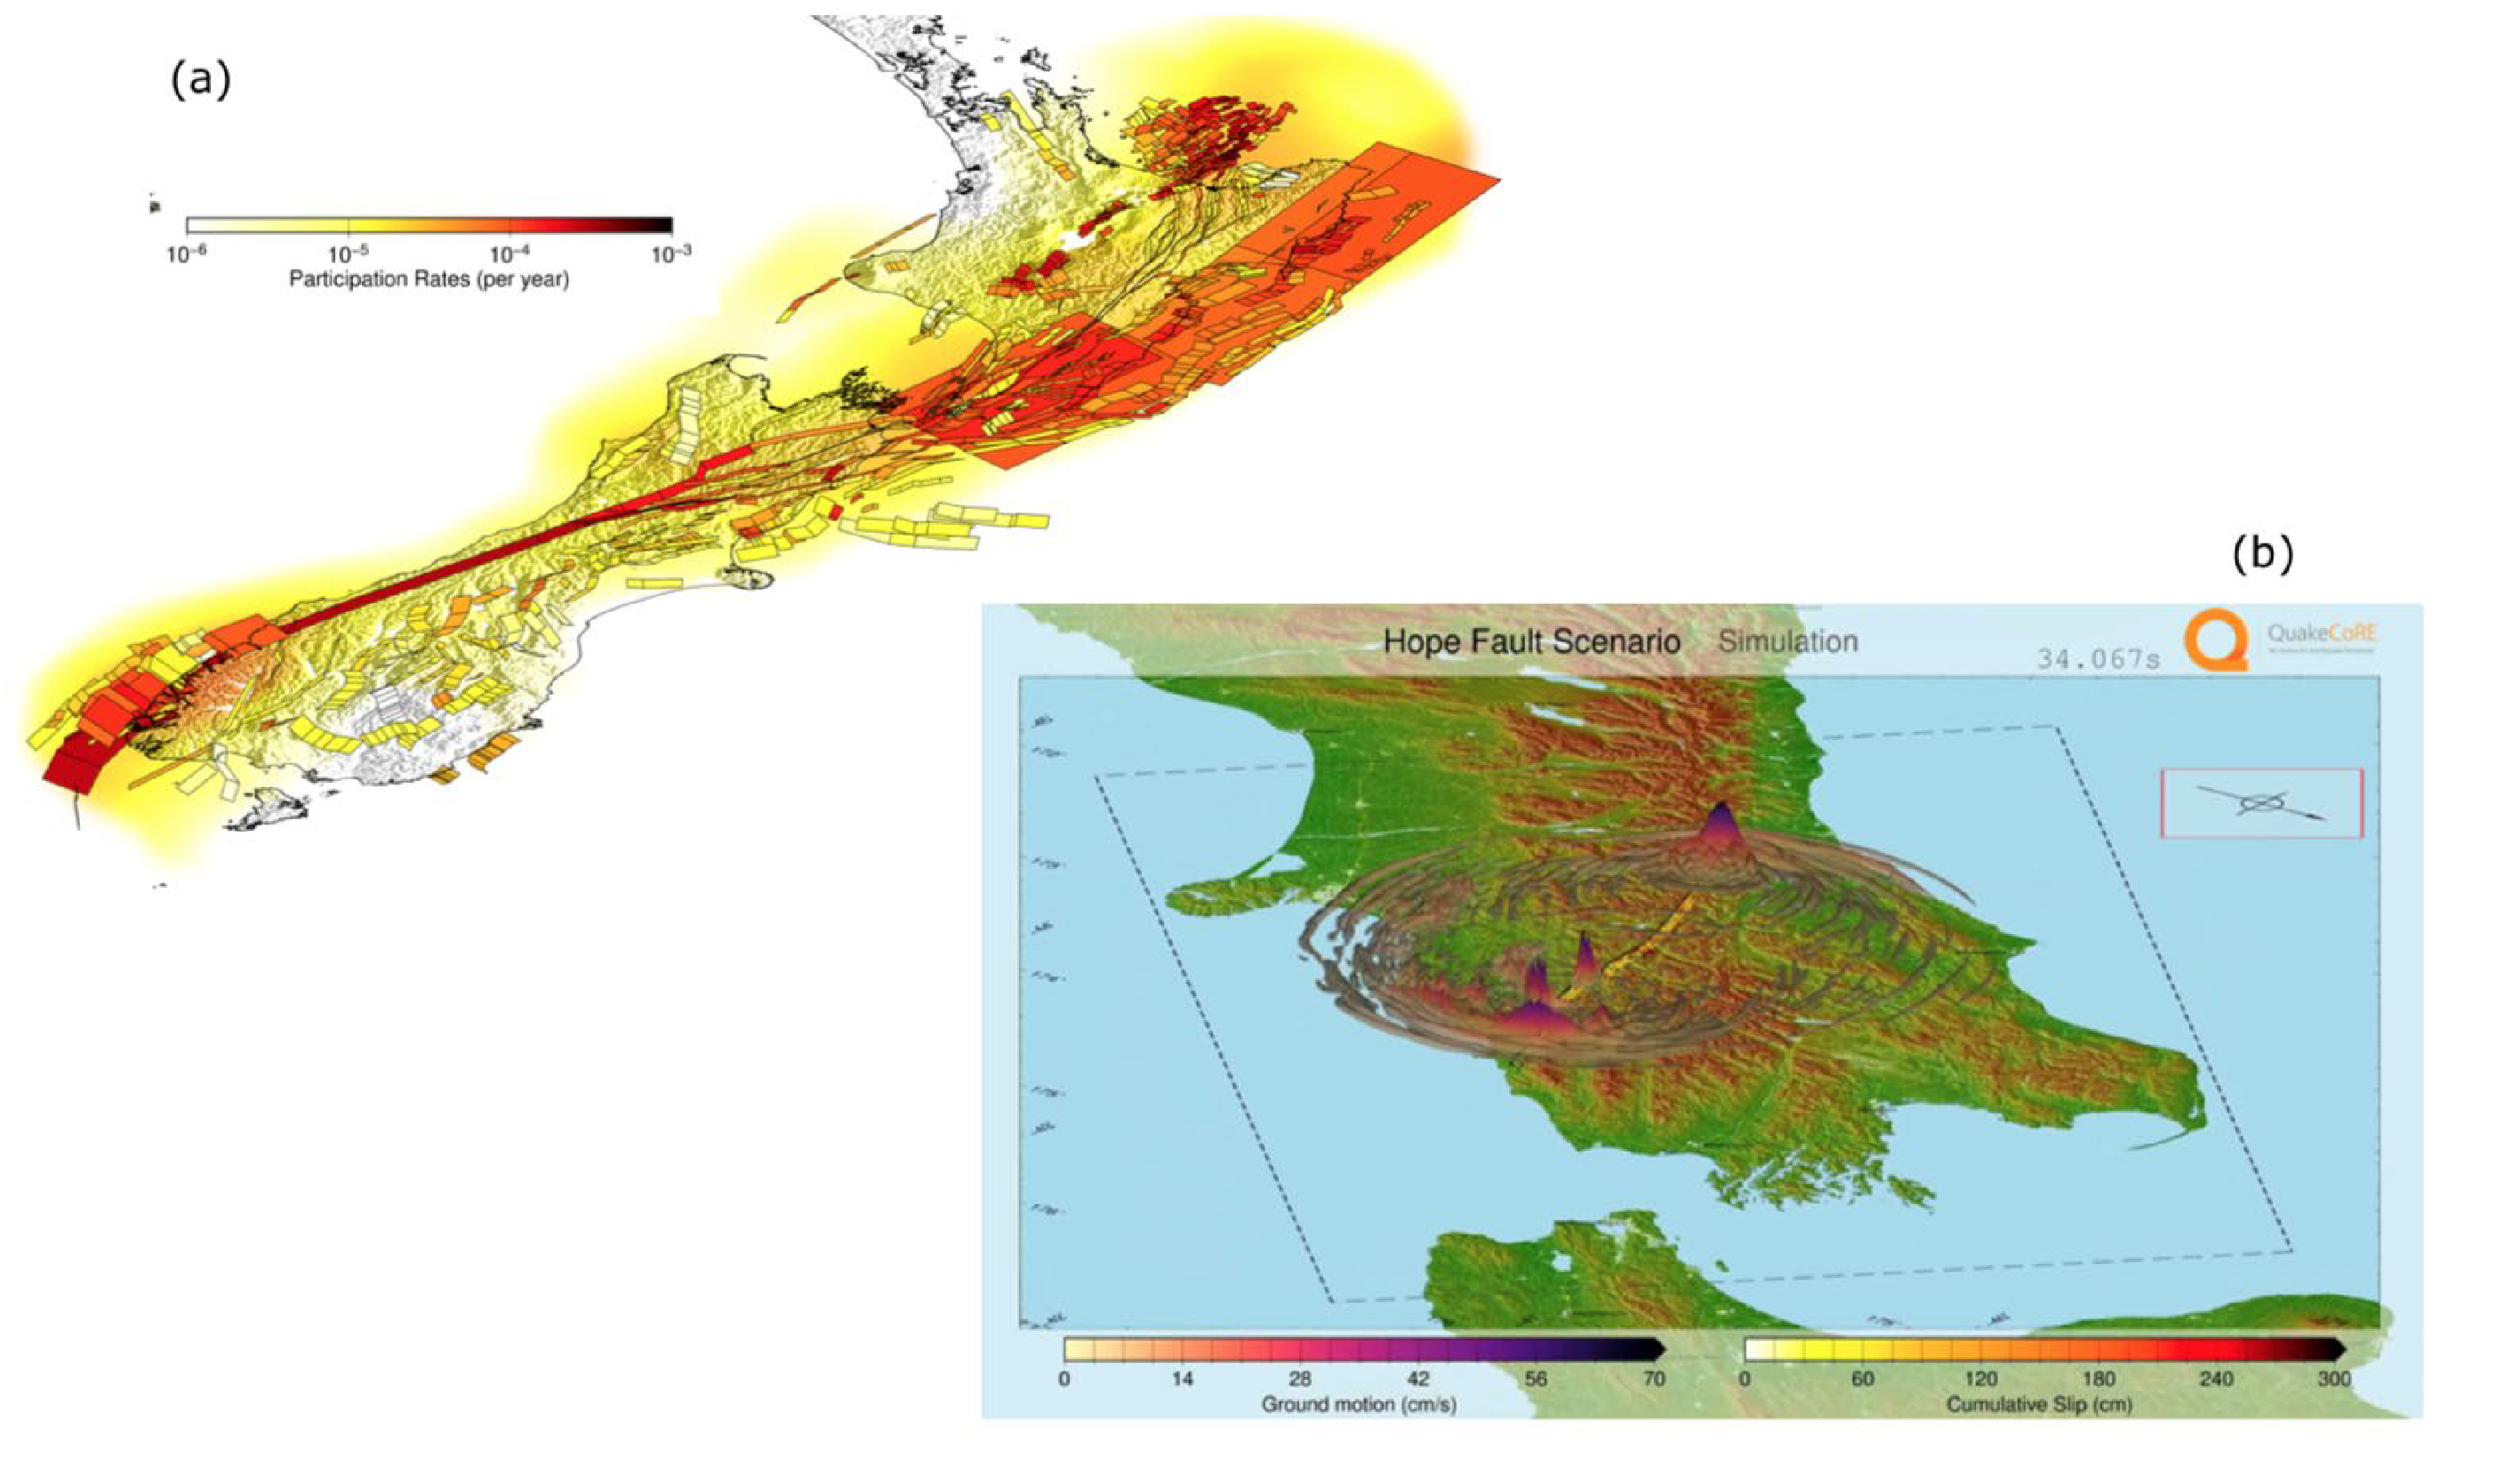 (a)
10−6 10−5 10−4 10−3
Participation Rates (per year)
(b)
Hope Fault Scenario Simulation
34.067s
QuakeCoRE
0 14 28 42 56 70
Ground motion (cm/s)
0 60 120 180 240 300
Cumulative Slip (cm)